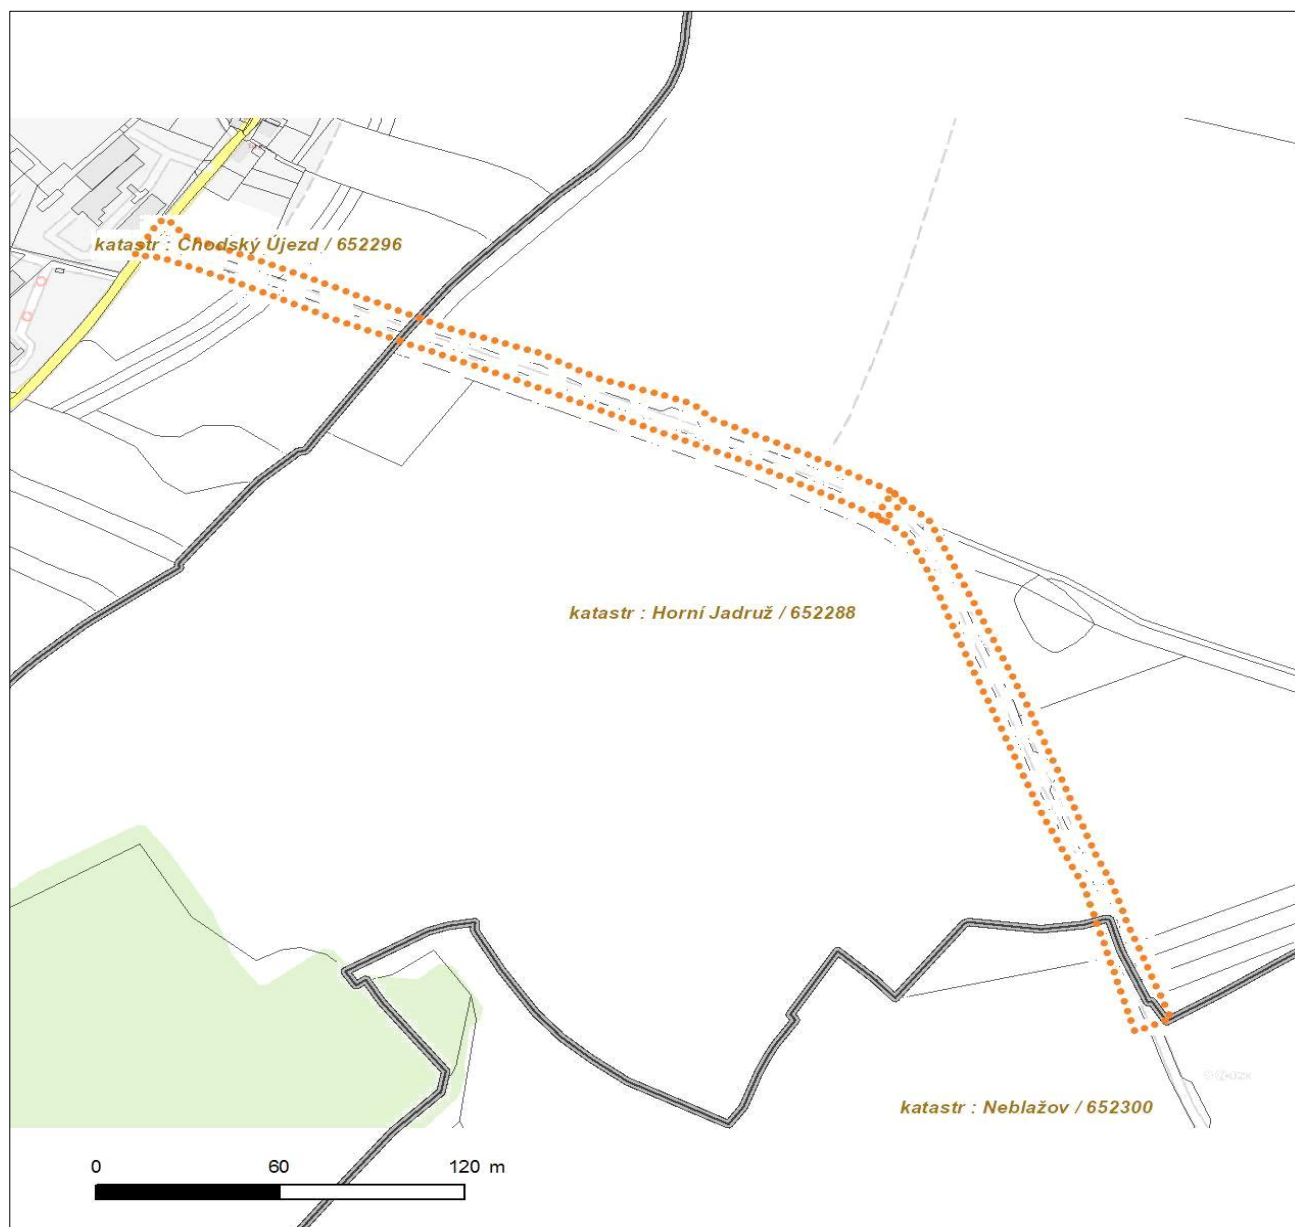 katastr : Chodský Újezd / 652296
katastr : Horní Jadruž / 652288
katastr : Neblažov / 652300
0 60 120 m